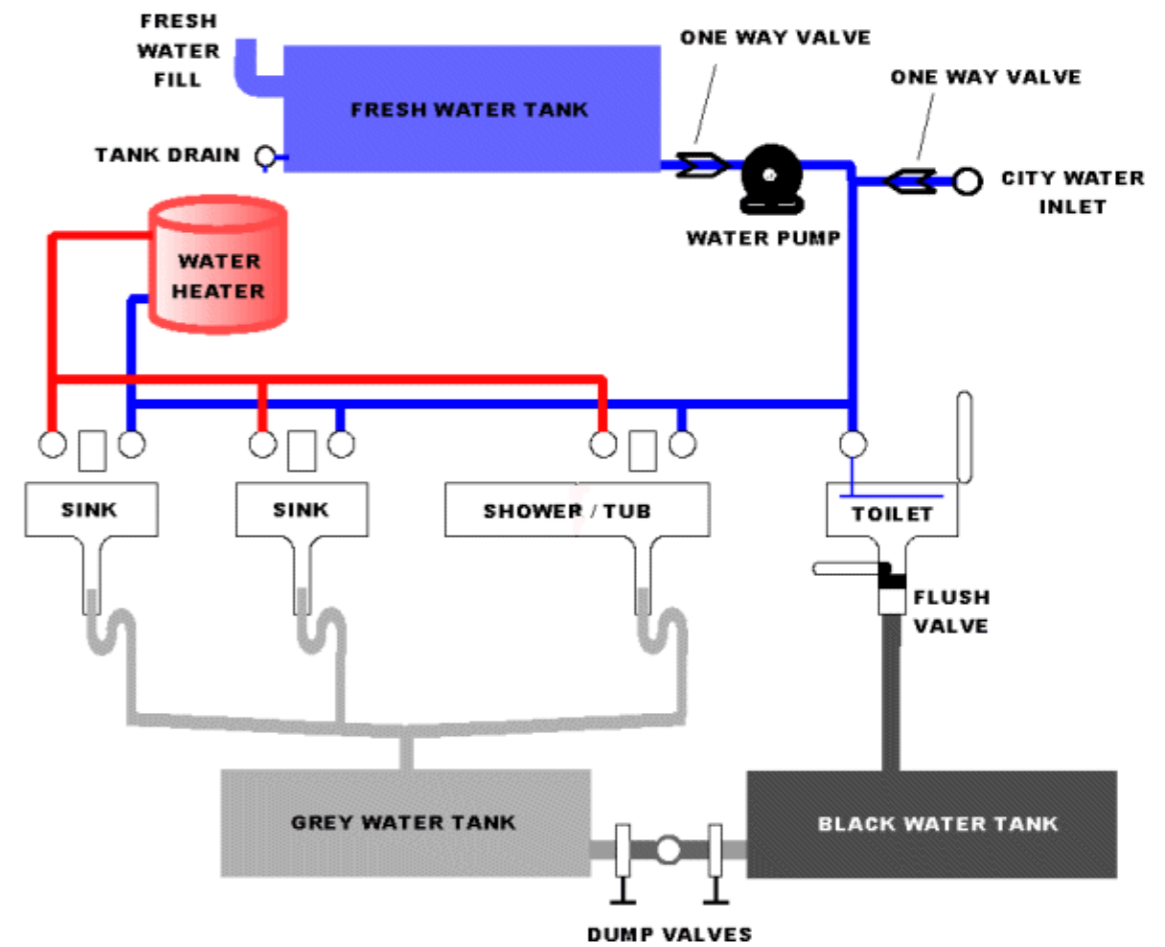 FRESH
WATER
FILL
FRESH WATER TANK
ONE WAY VALVE
ONE WAY VALVE
TANK DRAIN
CITY WATER
INLET
WATER PUMP
WATER
HEATER
SINK
SINK
SHOWER / TUB
TOILET
FLUSH
VALVE
GREY WATER TANK
BLACK WATER TANK
DUMP VALVES